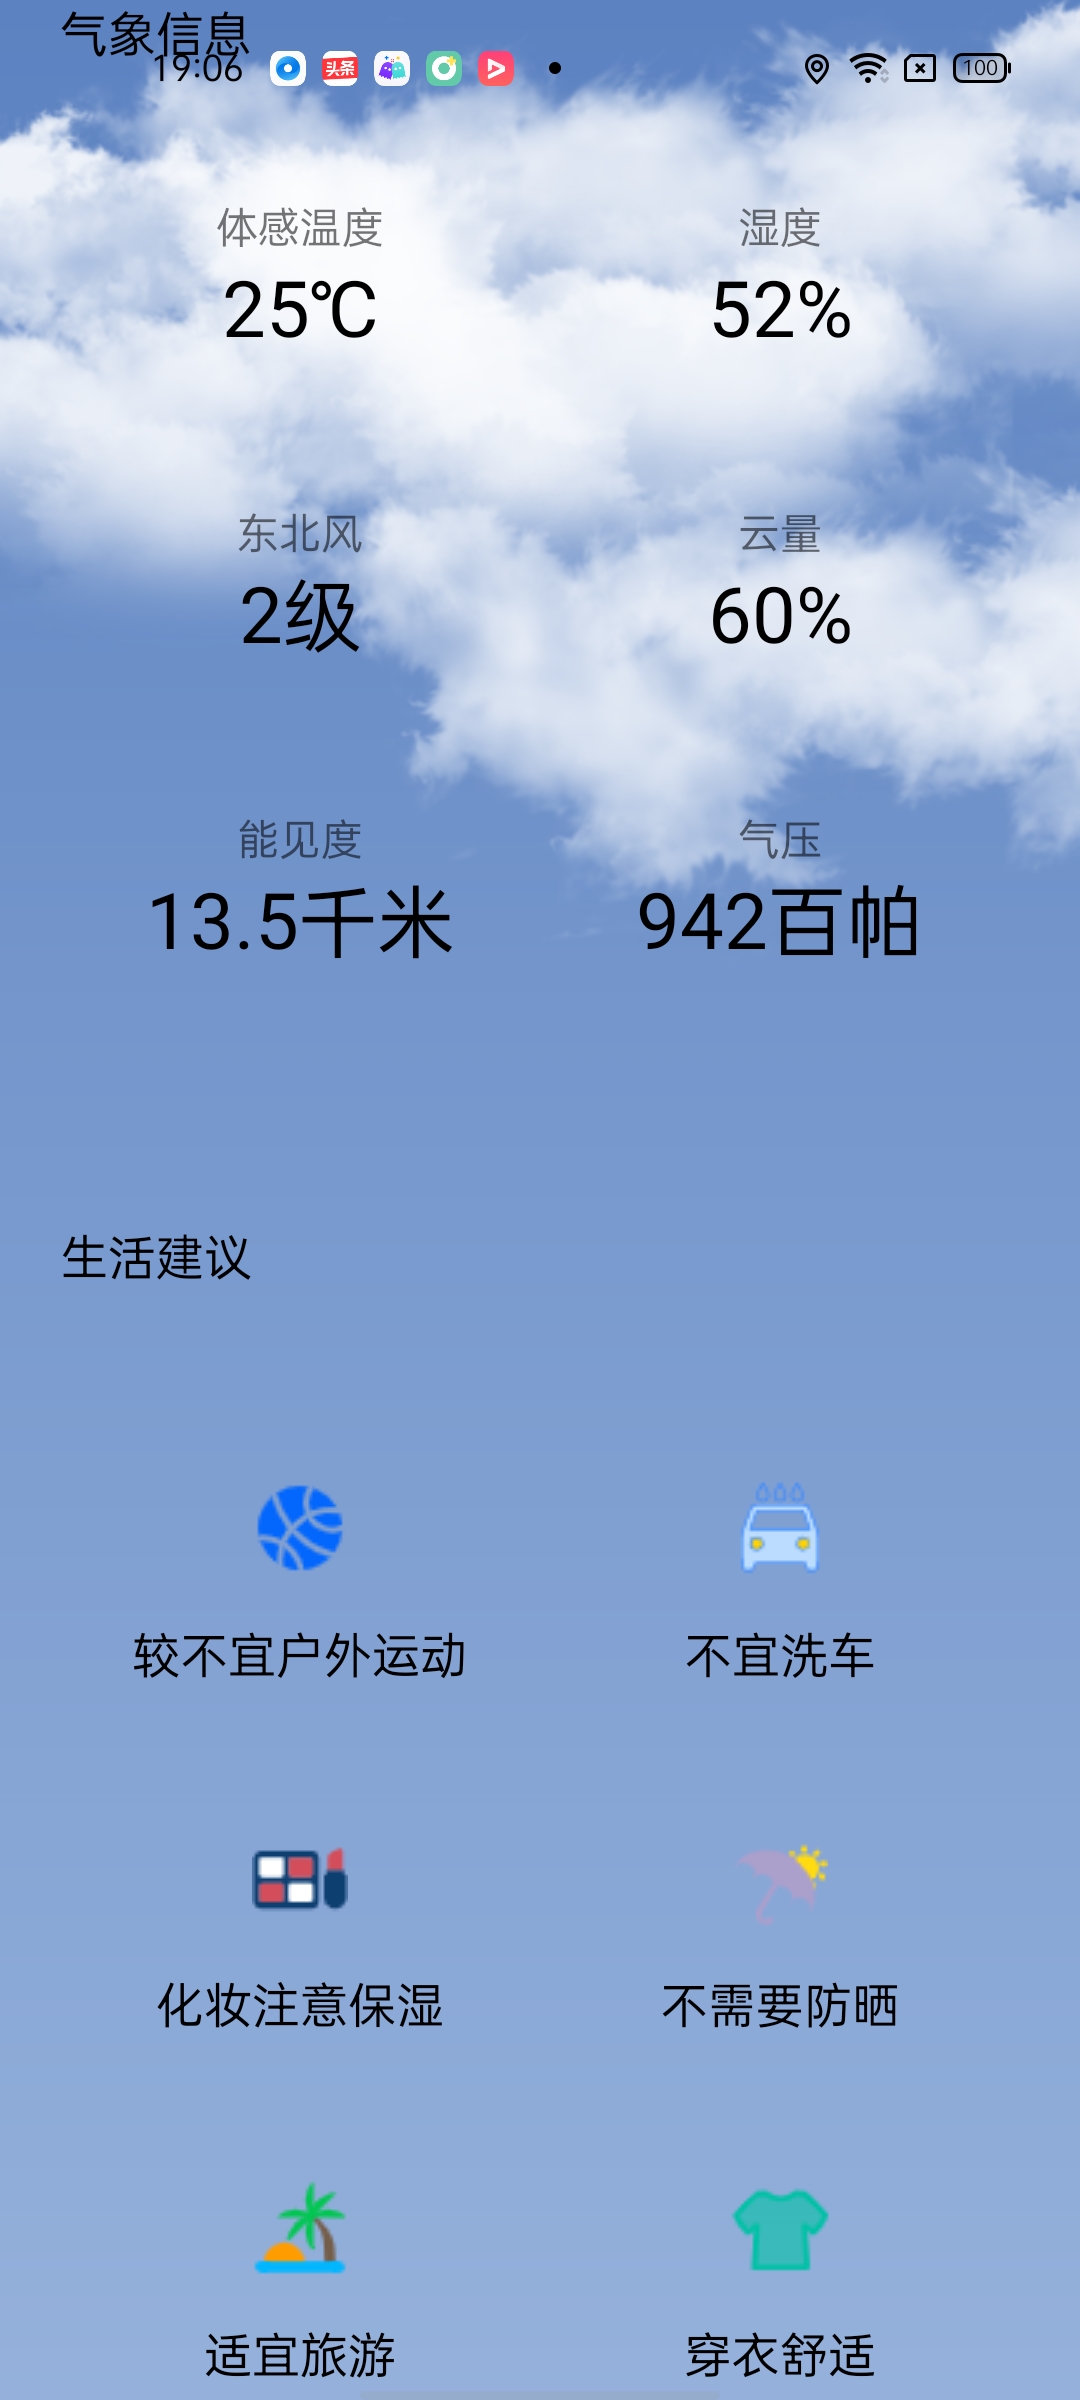 气象信息
19:06
头条
100
体感温度
25℃
湿度
52%
东北风
2级
云量
60%
能见度
13.5千米
气压
942百帕
生活建议
较不宜户外运动
不宜洗车
化妆注意保湿
不需要防晒
适宜旅游
穿衣舒适